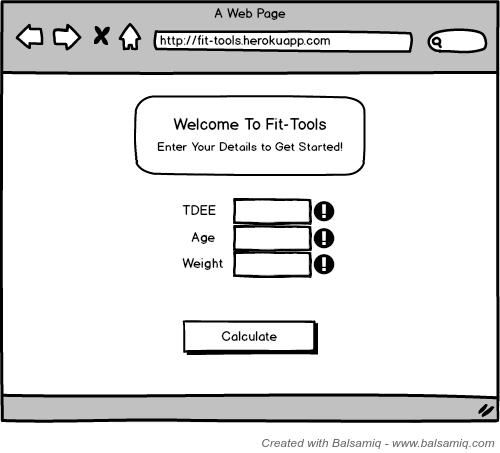 A Web Page
http://fit-tools.herokuapp.com
Welcome To Fit-Tools
Enter Your Details to Get Started!
TDEE
Age
Weight
Calculate
Created with Balsamiq - www.balsamiq.com